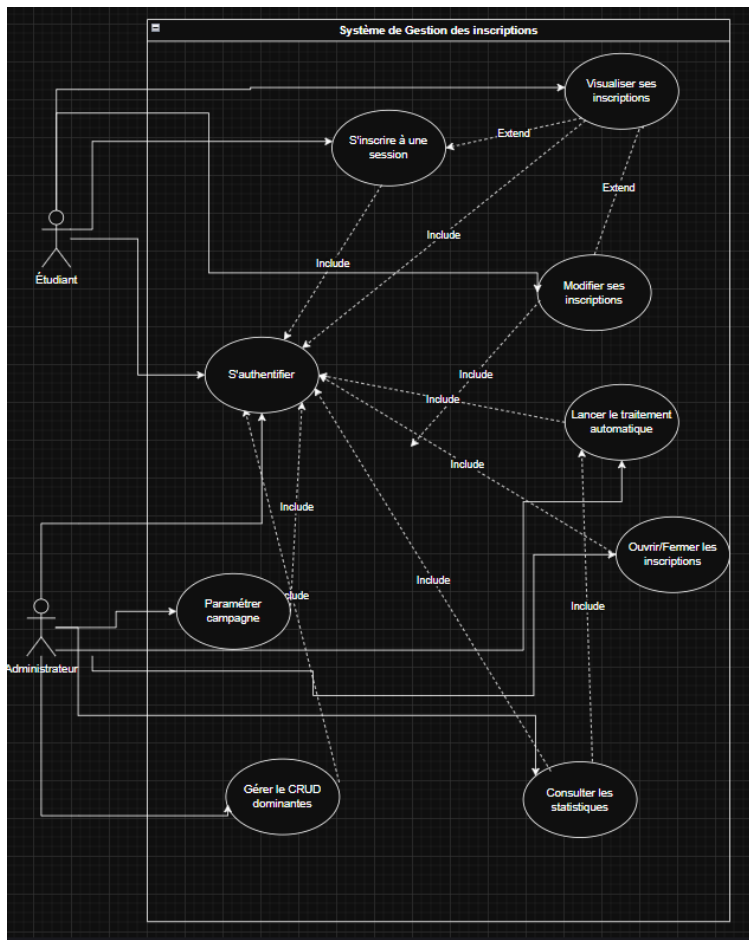 Système de Gestion des inscriptions
Visualiser ses
inscriptions
S'inscrire à une
session
Extend
Extend
Include
Include
Étudiant
Modifier ses
inscriptions
S'authentifier
Include
Include
Lancer le traitement
automatique
Include
Include
Ouvrir/Fermer les
inscriptions
Include
clude
Include
Paramétrer
campagne
Administrateur
Gérer le CRUD
dominantes
Consulter les
statistiques